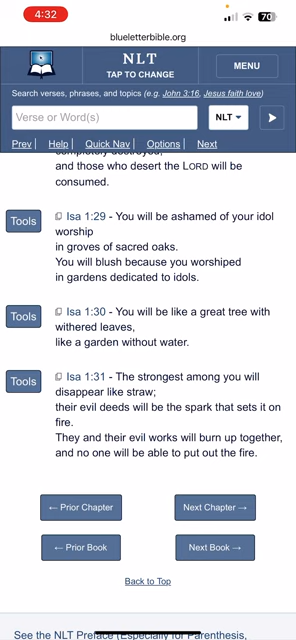 4:32
70
blueletterbible.org
NLT
TAP TO CHANGE
MENU
Search verses, phrases, and topics (e.g. John 3:16, Jesus faith love)
Verse or Word(s)
NLT
Prev | Help | Quick Nav | Options | Next
completely destroyed,
and those who desert the LORD will be
consumed.
Tools
Isa 1:29 - You will be ashamed of your idol
worship
in groves of sacred oaks.
You will blush because you worshiped
in gardens dedicated to idols.
Tools
Isa 1:30 - You will be like a great tree with
withered leaves,
like a garden without water.
Tools
Isa 1:31 - The strongest among you will
disappear like straw;
their evil deeds will be the spark that sets it on
fire.
They and their evil works will burn up together,
and no one will be able to put out the fire.
← Prior Chapter
Next Chapter →
← Prior Book
Next Book →
Back to Top
See the NLT Preface (Especially for Parenthesis,